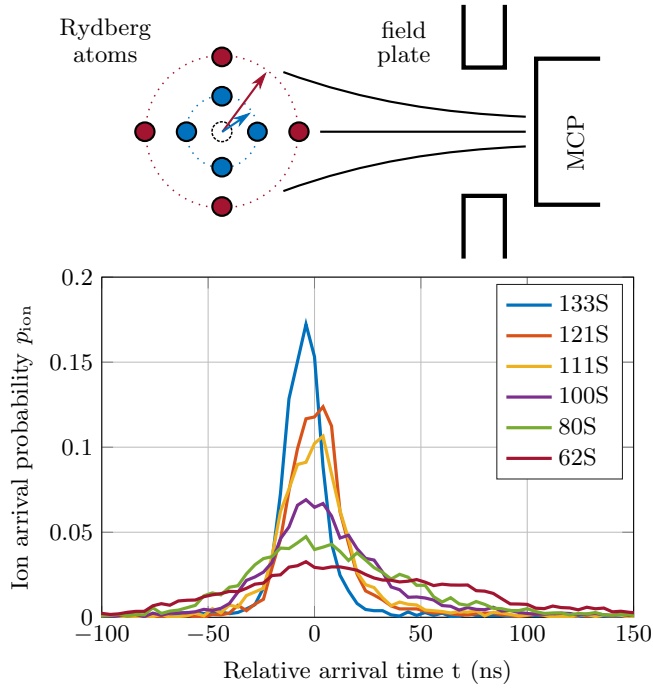 Rydberg
atoms
field
plate
MCP
0.2
0.15
0.1
0.05
0
Ion arrival probability pion
133S
121S
111S
100S
80S
62S
−100 −50 0 50 100 150
Relative arrival time t (ns)